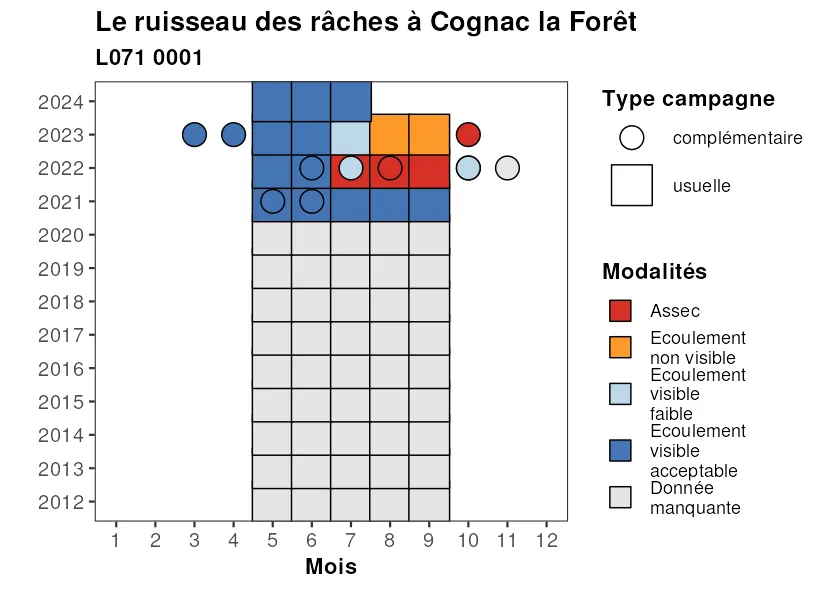 Le ruisseau des râches à Cognac la Forêt
L071 0001
2024
2023
2022
2021
2020
2019
2018
2017
2016
2015
2014
2013
2012
1 2 3 4 5 6 7 8 9 10 11 12
Mois
Type campagne
complémentaire
usuelle
Modalités
Assec
Ecoulement
non visible
Ecoulement
visible
faible
Ecoulement
visible
acceptable
Donnée
manquante